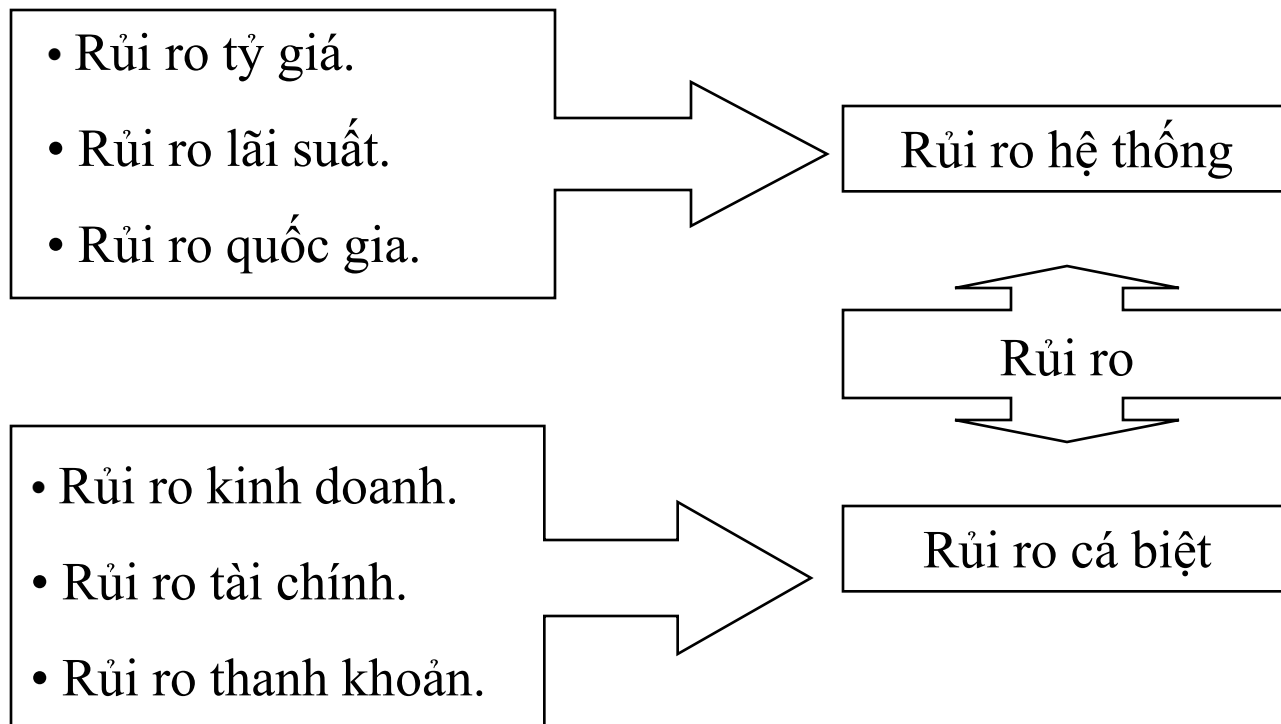 • Rủi ro tỷ giá.
• Rủi ro lãi suất.
• Rủi ro quốc gia.
Rủi ro hệ thống
Rủi ro
• Rủi ro kinh doanh.
• Rủi ro tài chính.
• Rủi ro thanh khoản.
Rủi ro cá biệt